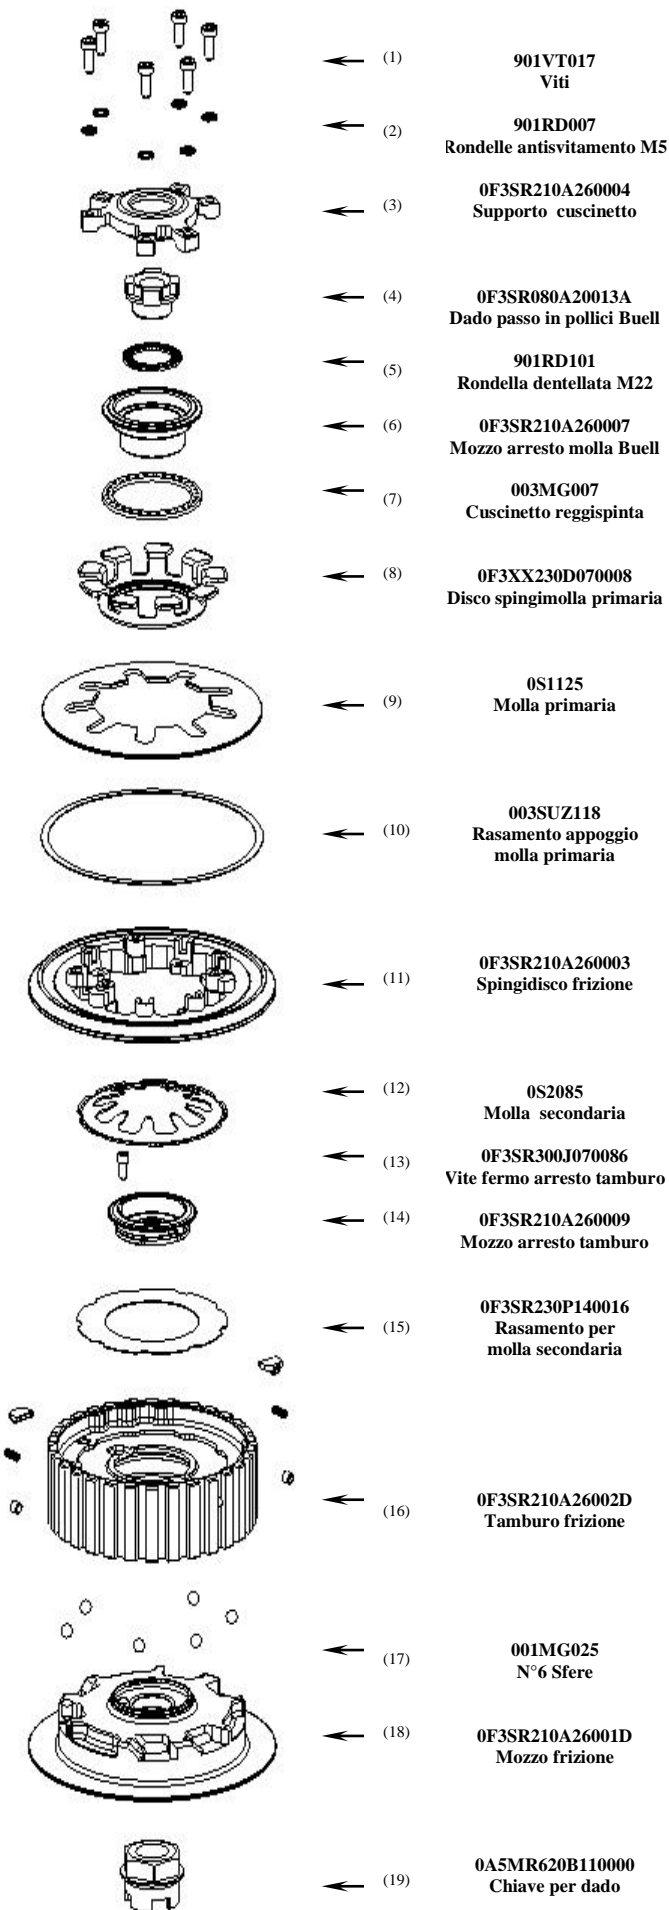 (1)
901VT017
Viti
(2)
901RD007
Rondelle antisvitamento M5
(3)
0F3SR210A260004
Supporto cuscinetto
(4)
0F3SR080A20013A
Dado passo in pollici Buell
(5)
901RD101
Rondella dentellata M22
(6)
0F3SR210A260007
Mozzo arresto molla Buell
(7)
003MG007
Cuscinetto reggispinta
(8)
0F3XX230D070008
Disco spingimolla primaria
(9)
0S1125
Molla primaria
(10)
003SUZ118
Rasamento appoggio
molla primaria
(11)
0F3SR210A260003
Spingidisco frizione
(12)
0S2085
Molla secondaria
(13)
0F3SR300J070086
Vite fermo arresto tamburo
(14)
0F3SR210A260009
Mozzo arresto tamburo
(15)
0F3SR230P140016
Rasamento per
molla secondaria
(16)
0F3SR210A26002D
Tamburo frizione
(17)
001MG025
N°6 Sfere
(18)
0F3SR210A26001D
Mozzo frizione
(19)
0A5MR620B110000
Chiave per dado